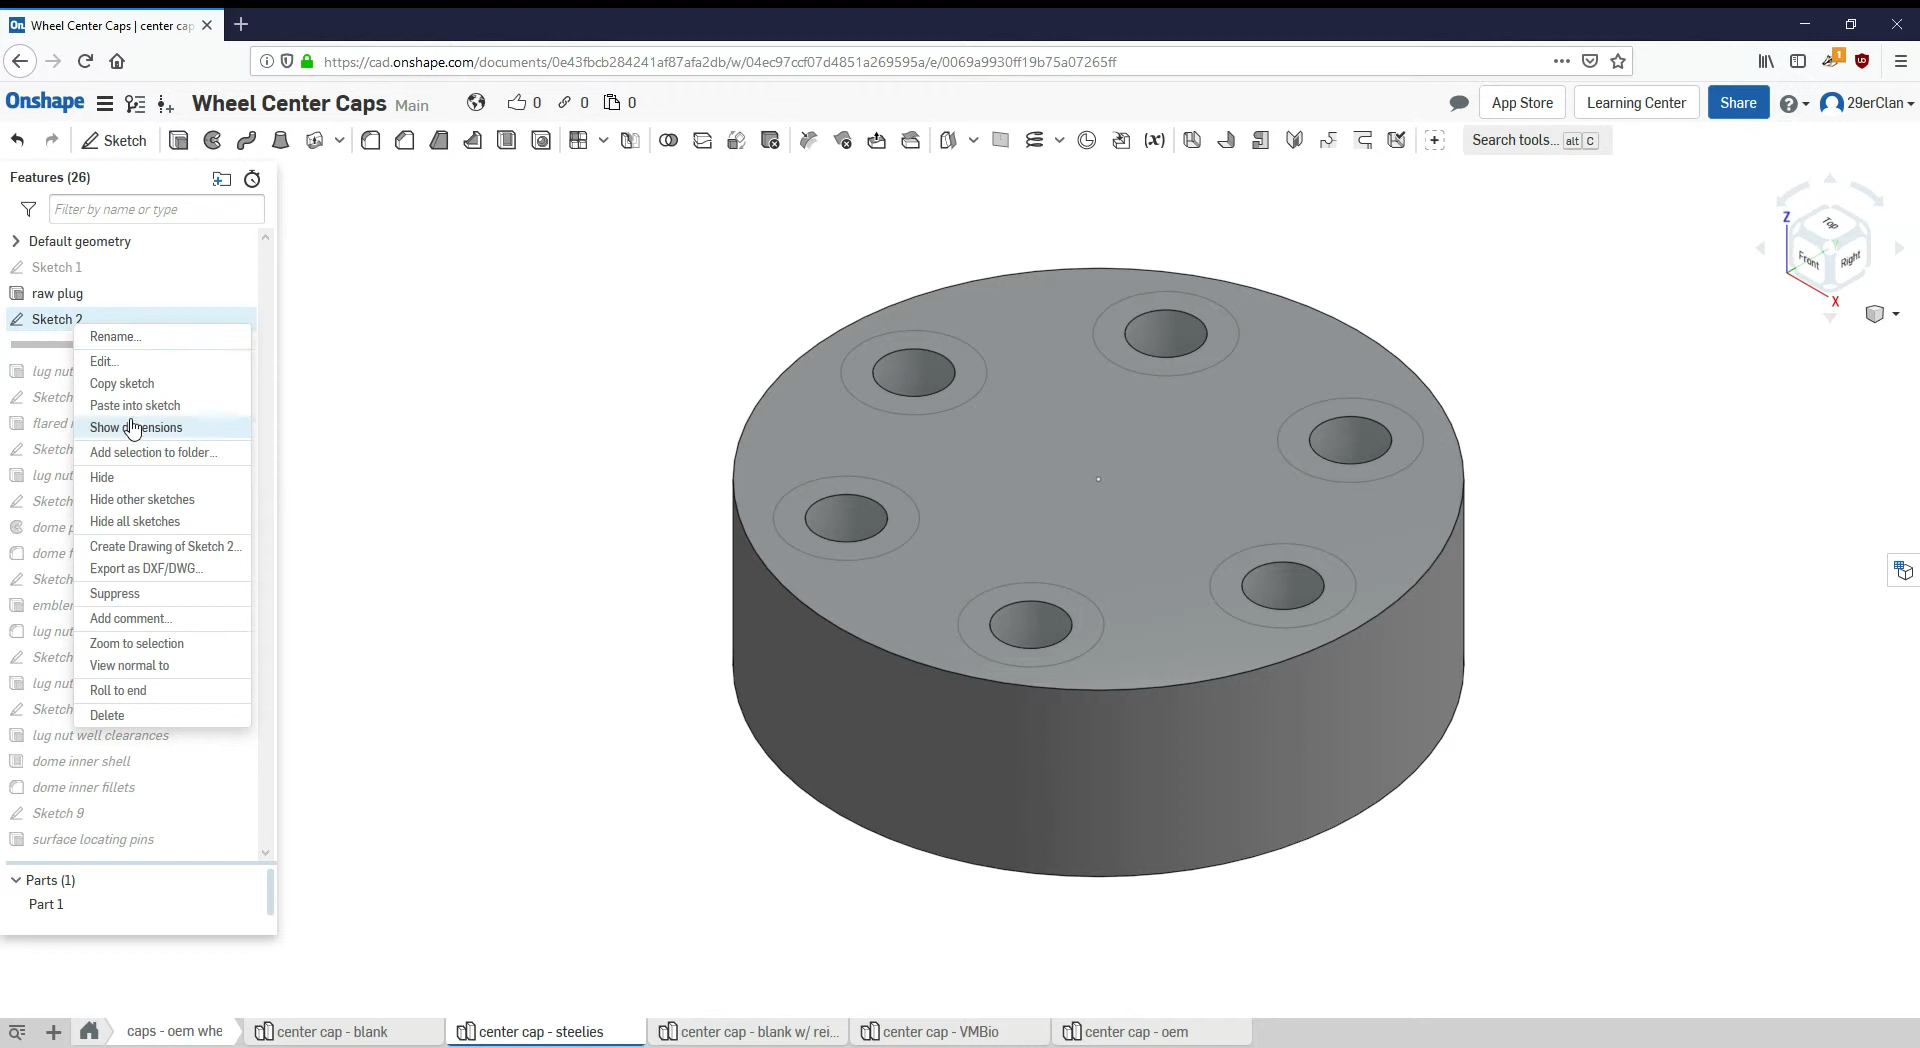 Wheel Center Caps | center cap
https://cad.onshape.com/documents/0e43fbcb284241af87afa2db/w/04ec97ccf07d4851a269595a/e/0069a9930ff19b75a07265ff
1
Onshape
Wheel Center Caps Main
0 0 0
App Store
Learning Center
Share
29erClan
Sketch
Search tools... alt C
Features (26)
Filter by name or type
Default geometry
Sketch 1
raw plug
Sketch 2
Rename...
Edit...
Copy sketch
Paste into sketch
Show dimensions
Add selection to folder...
Hide
Hide other sketches
Hide all sketches
Create Drawing of Sketch 2...
Export as DXF/DWG...
Suppress
Add comment...
Zoom to selection
View normal to
Roll to end
Delete
lug nut
Sketch
flared
Sketch
lug nut
Sketch
dome p
dome f
Sketch
emblem
lug nut
Sketch
lug nut
Sketch
lug nut well clearances
dome inner shell
dome inner fillets
Sketch 9
surface locating pins
Parts (1)
Part 1
Z
Top
Front
Right
X
caps - oem whe
center cap - blank
center cap - steelies
center cap - blank w/ rei...
center cap - VMBio
center cap - oem